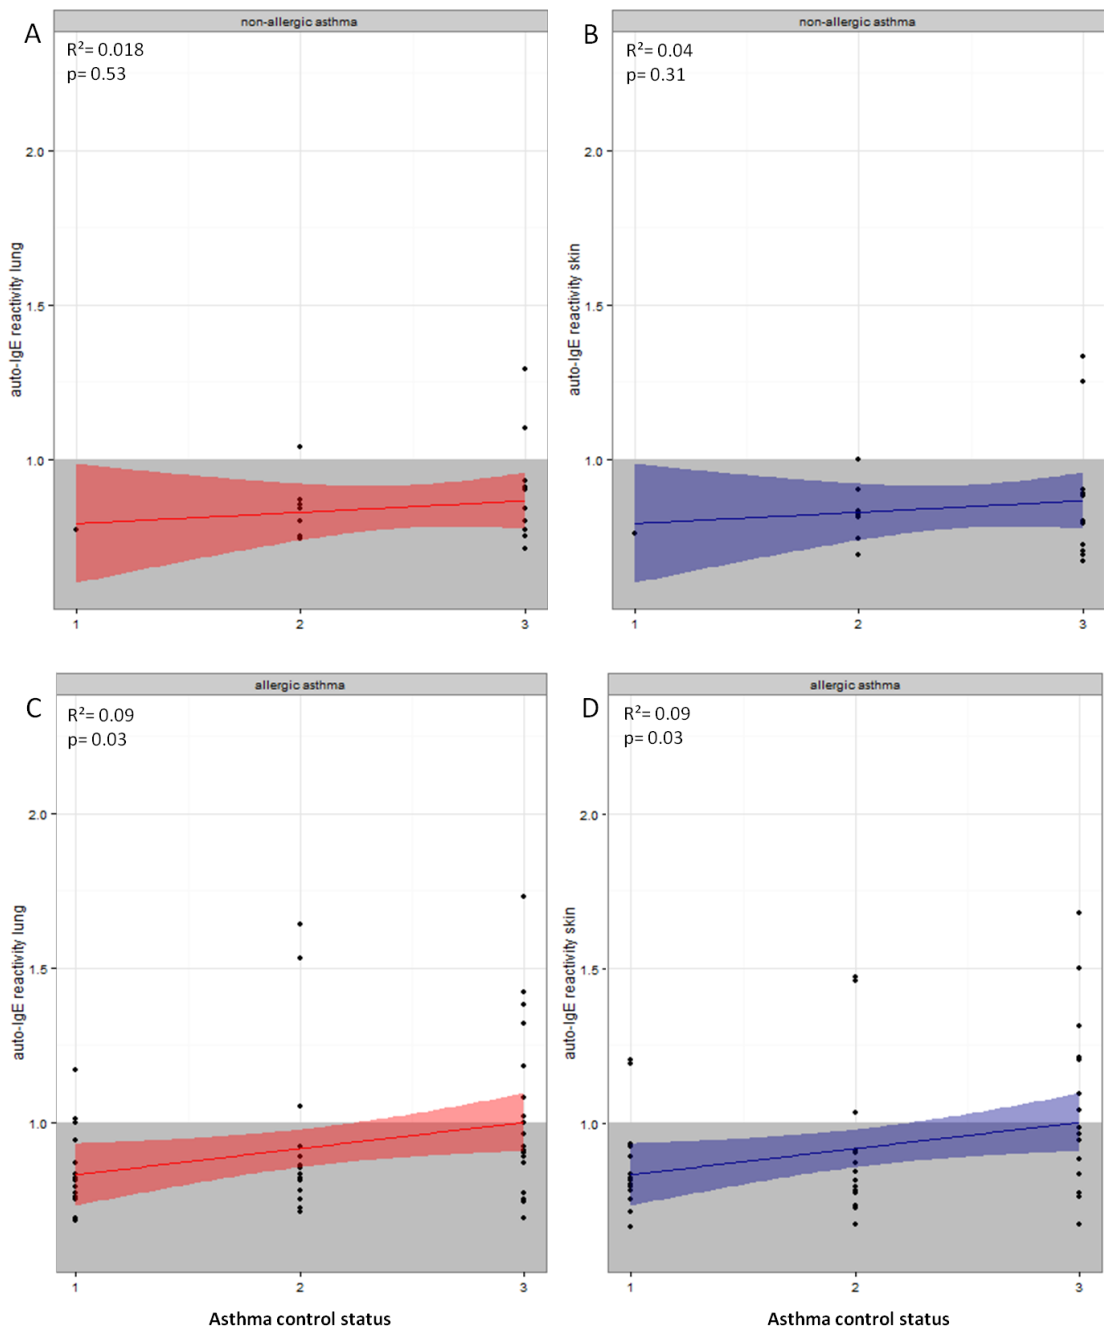 A
non-allergic asthma
R²= 0.018
p= 0.53
auto-IgE reactivity lung
2.0
1.5
1.0
1
2
3
B
non-allergic asthma
R²= 0.04
p= 0.31
auto-IgE reactivity skin
2.0
1.5
1.0
1
2
3
C
allergic asthma
R²= 0.09
p= 0.03
auto-IgE reactivity lung
2.0
1.5
1.0
1
2
3
Asthma control status
D
allergic asthma
R²= 0.09
p= 0.03
auto-IgE reactivity skin
2.0
1.5
1.0
1
2
3
Asthma control status